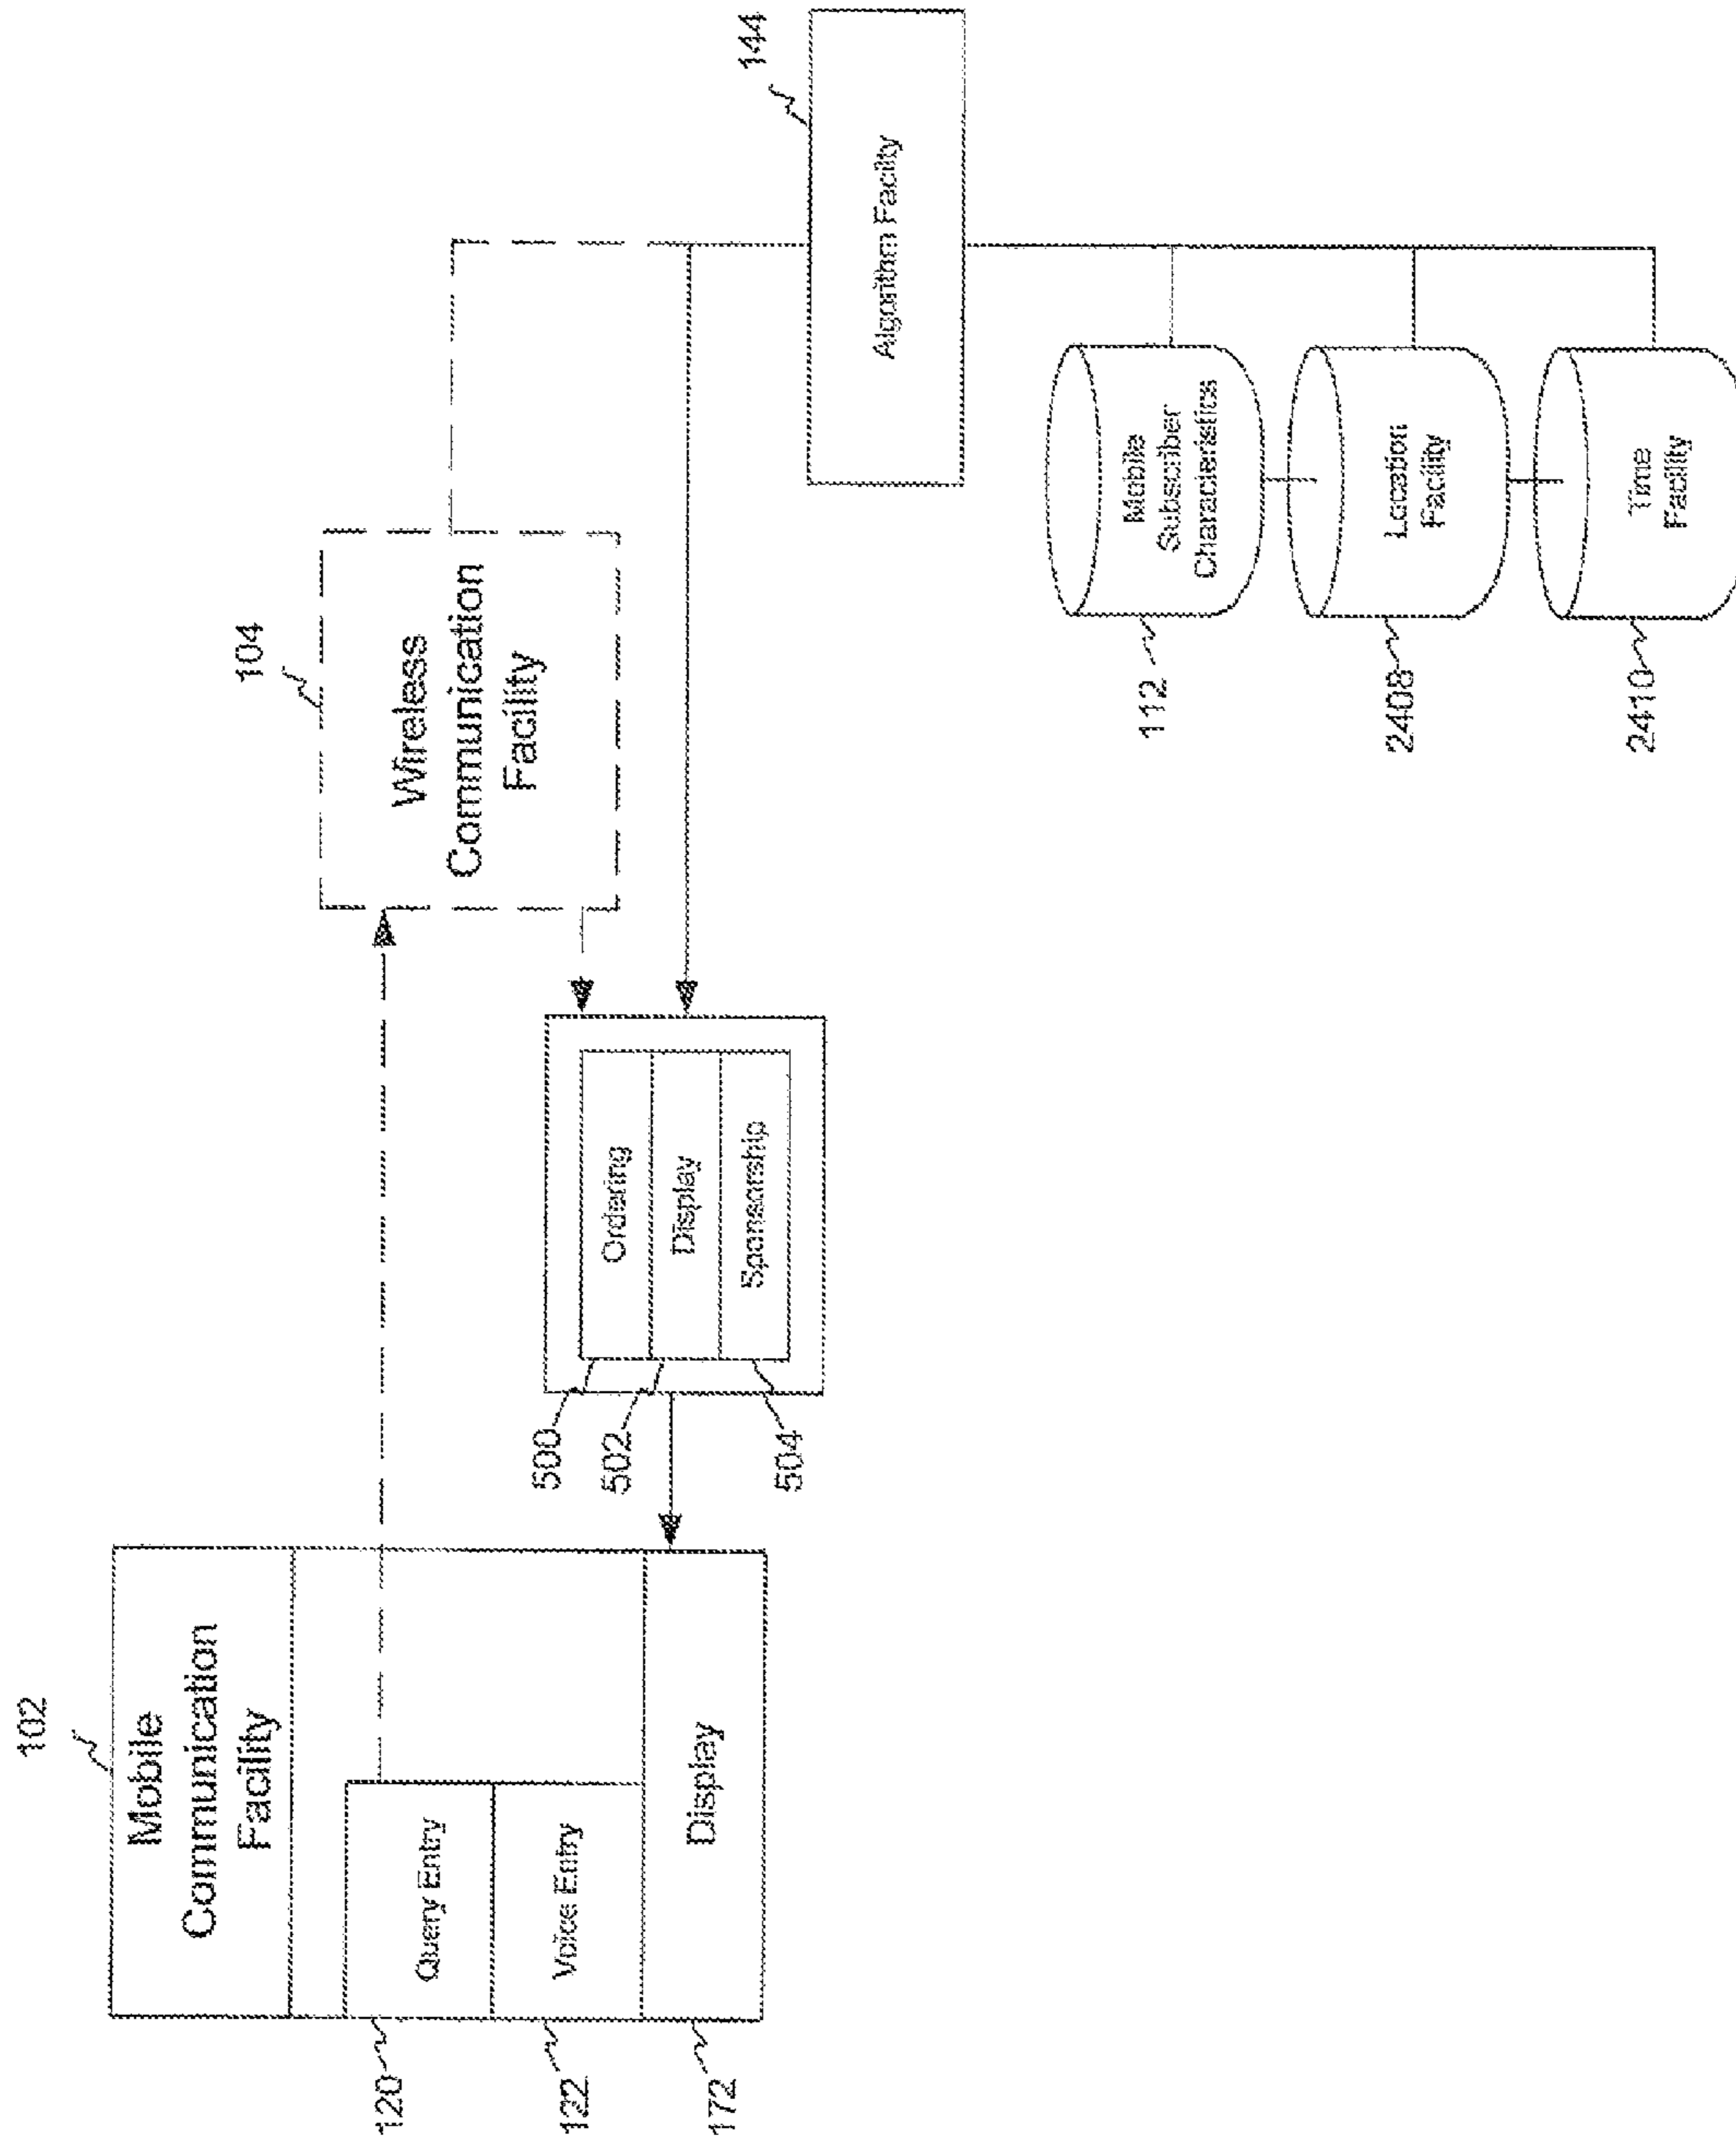 102
Mobile
Communication
Facility
120
Query Entry
122
Voice Entry
172
Display
104
Wireless
Communication
Facility
500
Ordering
502
Display
504
Sponsorship
144
Algorithm Facility
112
Mobile
Subscriber
Characteristics
2408
Location
Facility
2410
Time
Facility